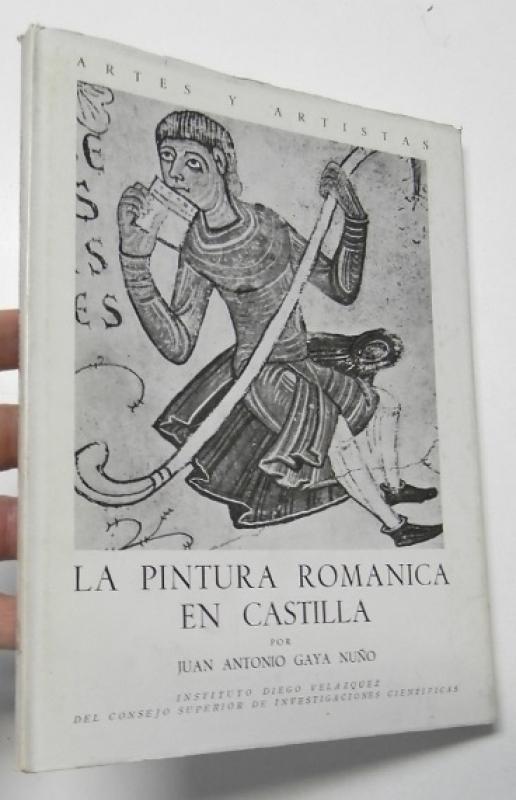 ARTES Y ARTISTAS
LA PINTURA ROMANICA
EN CASTILLA
POR
JUAN ANTONIO GAYA NUÑO
INSTITUTO DIEGO VELAZQUEZ
DEL CONSEJO SUPERIOR DE INVESTIGACIONES CIENTIFICAS